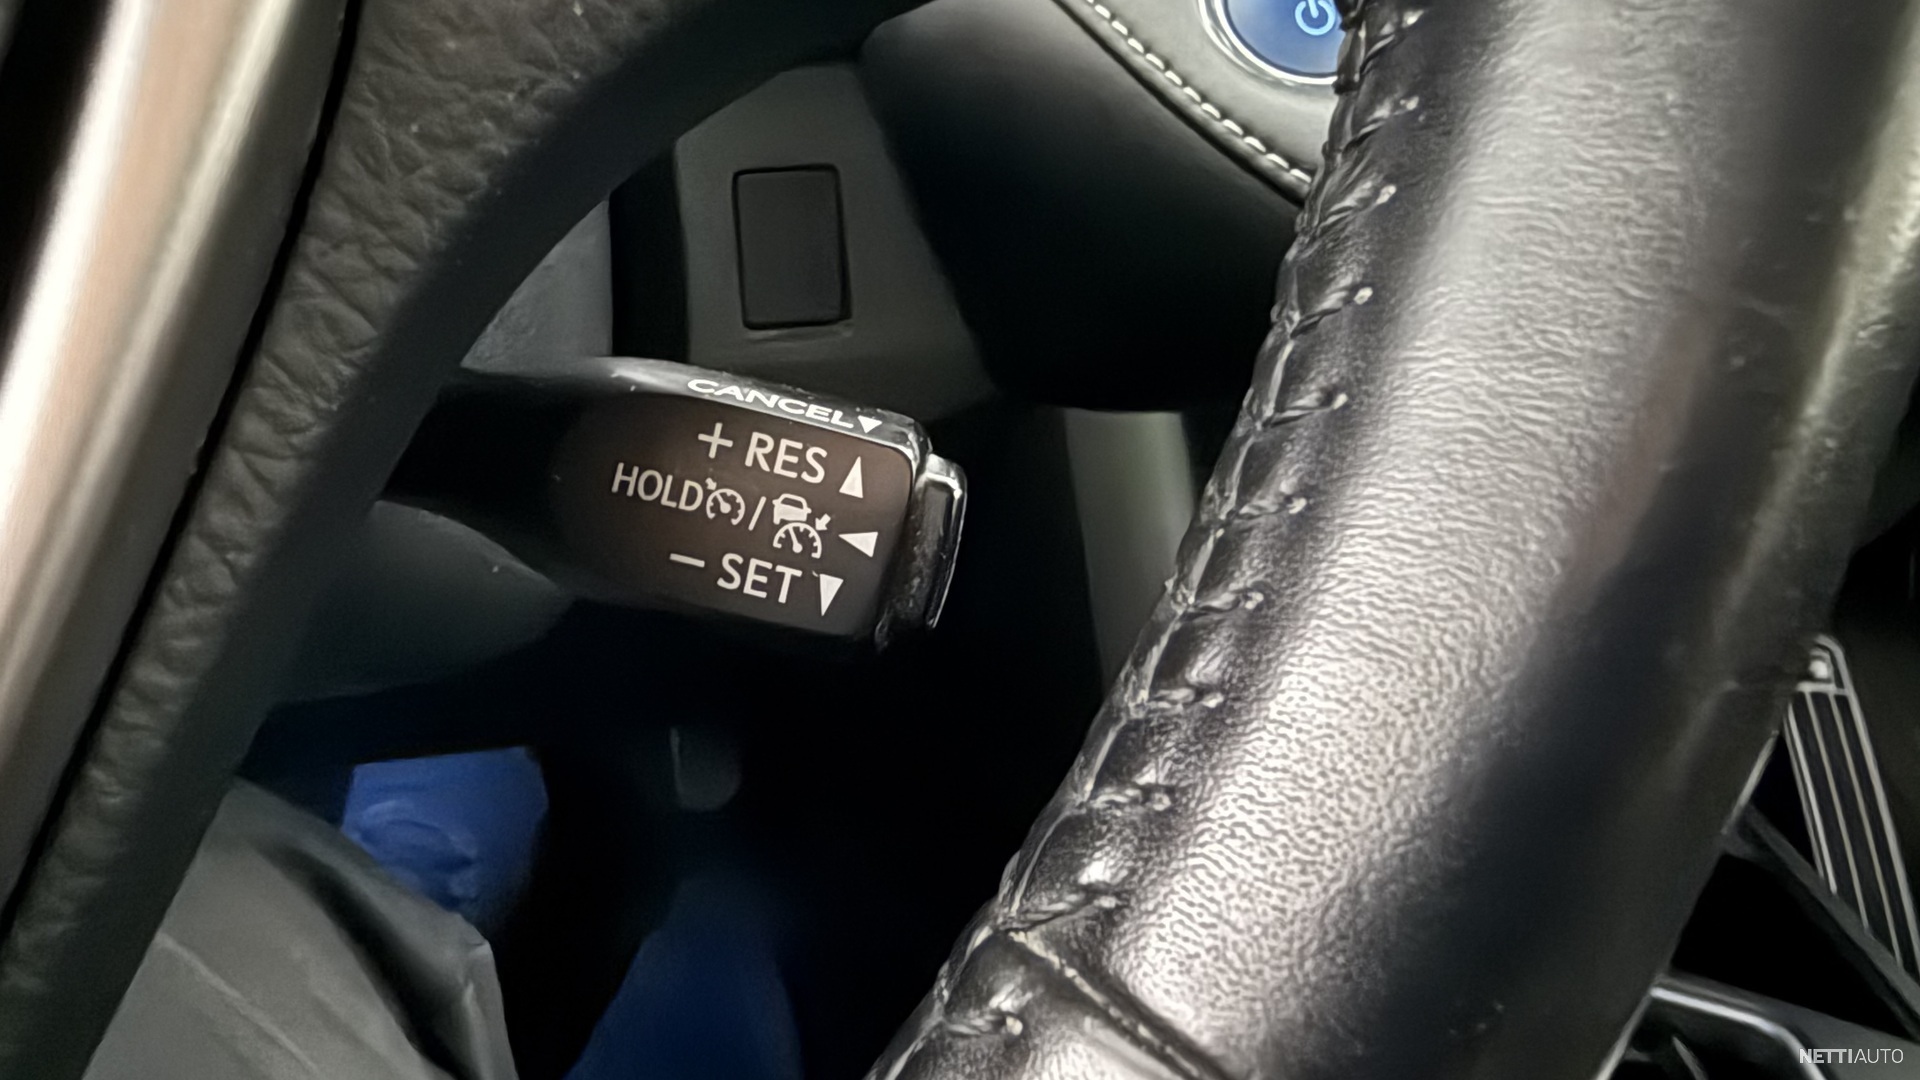 CANCEL
+ RES
HOLD /
− SET
NETTIAUTO